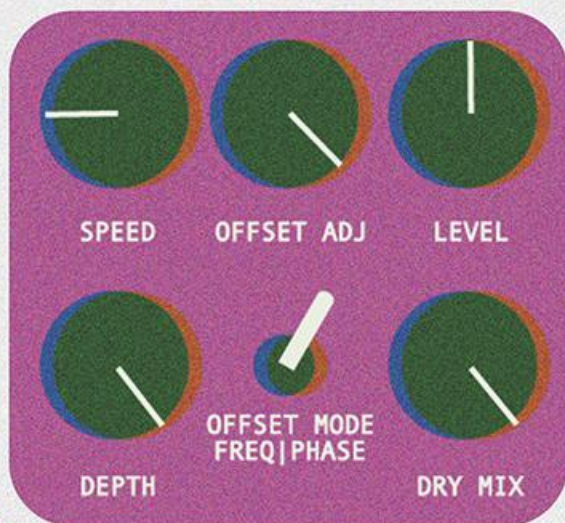 SPEED
OFFSET ADJ
LEVEL
OFFSET MODE
FREQ|PHASE
DEPTH
DRY MIX